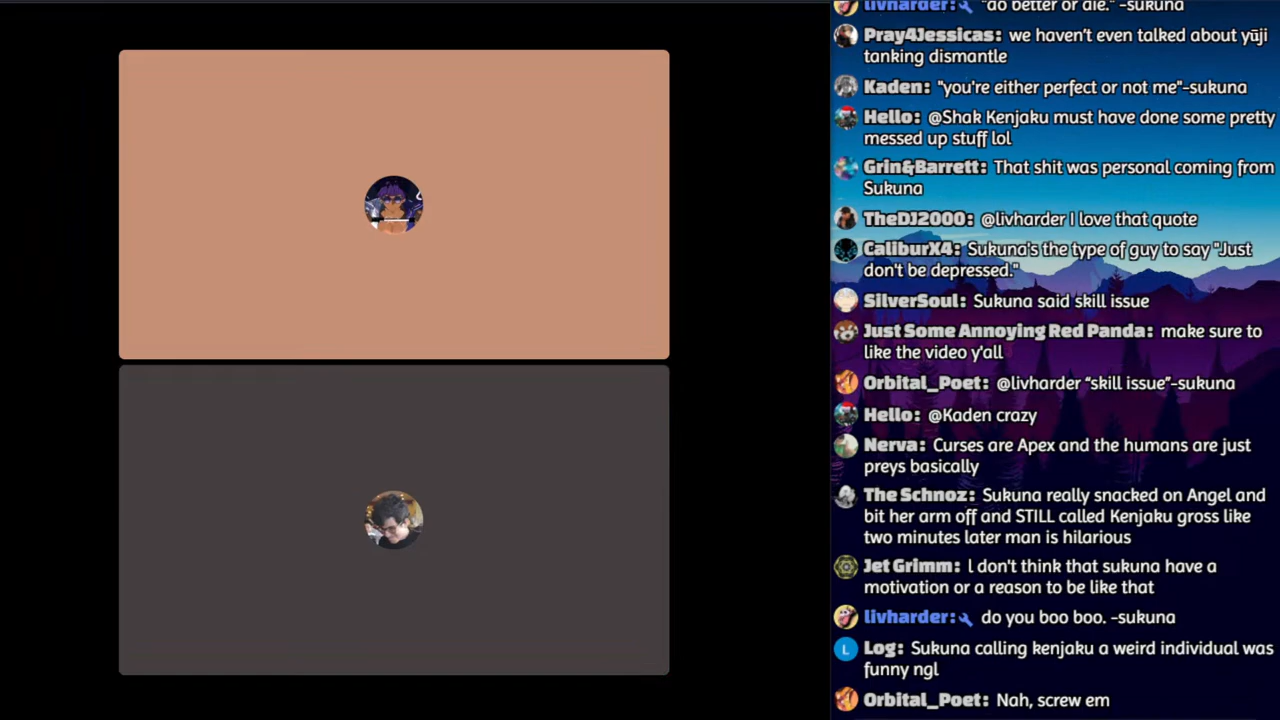 livharder: "do better or die." -sukuna
Pray4Jessicas: we haven't even talked about yūji
tanking dismantle
Kaden: "you're either perfect or not me"-sukuna
Hello: @Shak Kenjaku must have done some pretty
messed up stuff lol
Grin&Barrett: That shit was personal coming from
Sukuna
TheDJ2000: @livharder I love that quote
CaliburX4: Sukuna's the type of guy to say "Just
don't be depressed."
SilverSoul: Sukuna said skill issue
Just Some Annoying Red Panda: make sure to
like the video y'all
Orbital_Poet: @livharder “skill issue”-sukuna
Hello: @Kaden crazy
Nerva: Curses are Apex and the humans are just
preys basically
The Schnoz: Sukuna really snacked on Angel and
bit her arm off and STILL called Kenjaku gross like
two minutes later man is hilarious
Jet Grimm: I don't think that sukuna have a
motivation or a reason to be like that
livharder: do you boo boo. -sukuna
L Log: Sukuna calling kenjaku a weird individual was
funny ngl
Orbital_Poet: Nah, screw em